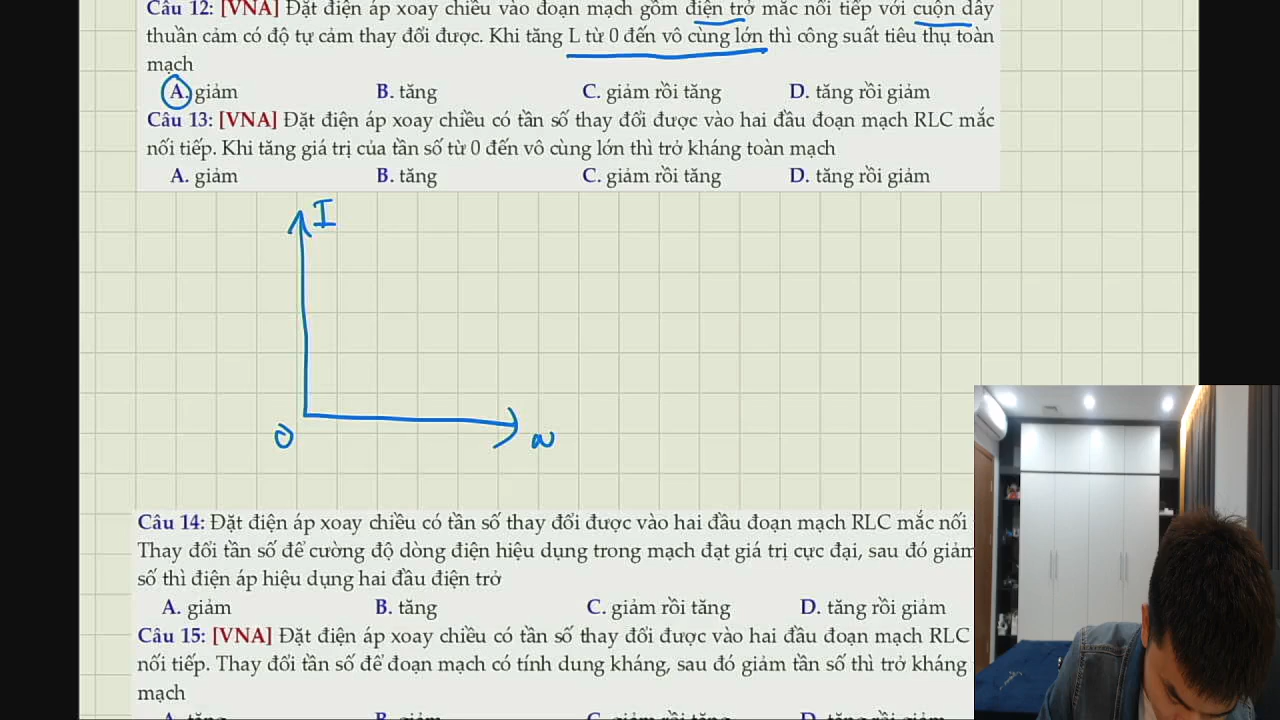 Câu 12: [VNA] Đặt điện áp xoay chiều vào đoạn mạch gồm điện trở mắc nối tiếp với cuộn dây
thuần cảm có độ tự cảm thay đổi được. Khi tăng L từ 0 đến vô cùng lớn thì công suất tiêu thụ toàn
mạch
A. giảm B. tăng C. giảm rồi tăng D. tăng rồi giảm
Câu 13: [VNA] Đặt điện áp xoay chiều có tần số thay đổi được vào hai đầu đoạn mạch RLC mắc
nối tiếp. Khi tăng giá trị của tần số từ 0 đến vô cùng lớn thì trở kháng toàn mạch
A. giảm B. tăng C. giảm rồi tăng D. tăng rồi giảm
I
O
Câu 14: Đặt điện áp xoay chiều có tần số thay đổi được vào hai đầu đoạn mạch RLC mắc nối
Thay đổi tần số để cường độ dòng điện hiệu dụng trong mạch đạt giá trị cực đại, sau đó giảm
số thì điện áp hiệu dụng hai đầu điện trở
A. giảm B. tăng C. giảm rồi tăng D. tăng rồi giảm
Câu 15: [VNA] Đặt điện áp xoay chiều có tần số thay đổi được vào hai đầu đoạn mạch RLC
nối tiếp. Thay đổi tần số để đoạn mạch có tính dung kháng, sau đó giảm tần số thì trở kháng
mạch